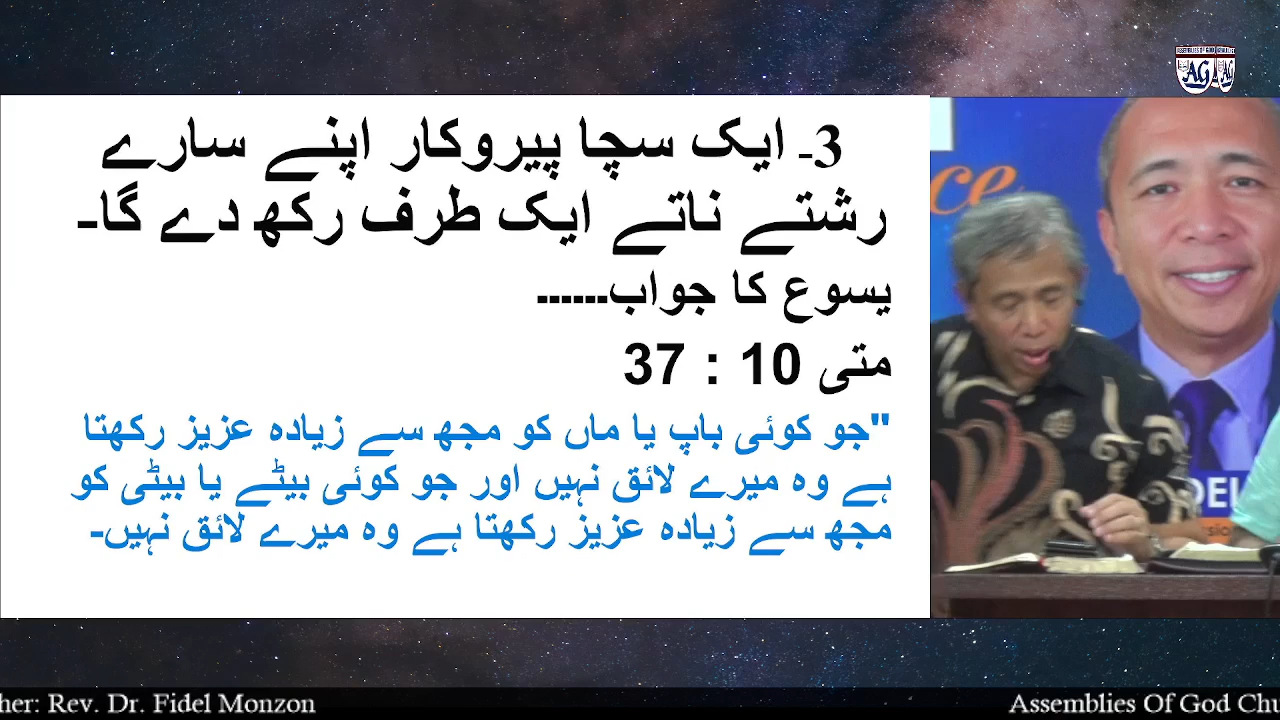 3۔ ایک سچا پیروکار اپنے سارے
رشتے ناتے ایک طرف رکھ دے گا۔
یسوع کا جواب......
متی 10 : 37
"جو کوئی باپ یا ماں کو مجھ سے زیادہ عزیز رکھتا
ہے وہ میرے لائق نہیں اور جو کوئی بیٹے یا بیٹی کو
مجھ سے زیادہ عزیز رکھتا ہے وہ میرے لائق نہیں۔
AG
ce
DEL
her: Rev. Dr. Fidel Monzon
Assemblies Of God Chu